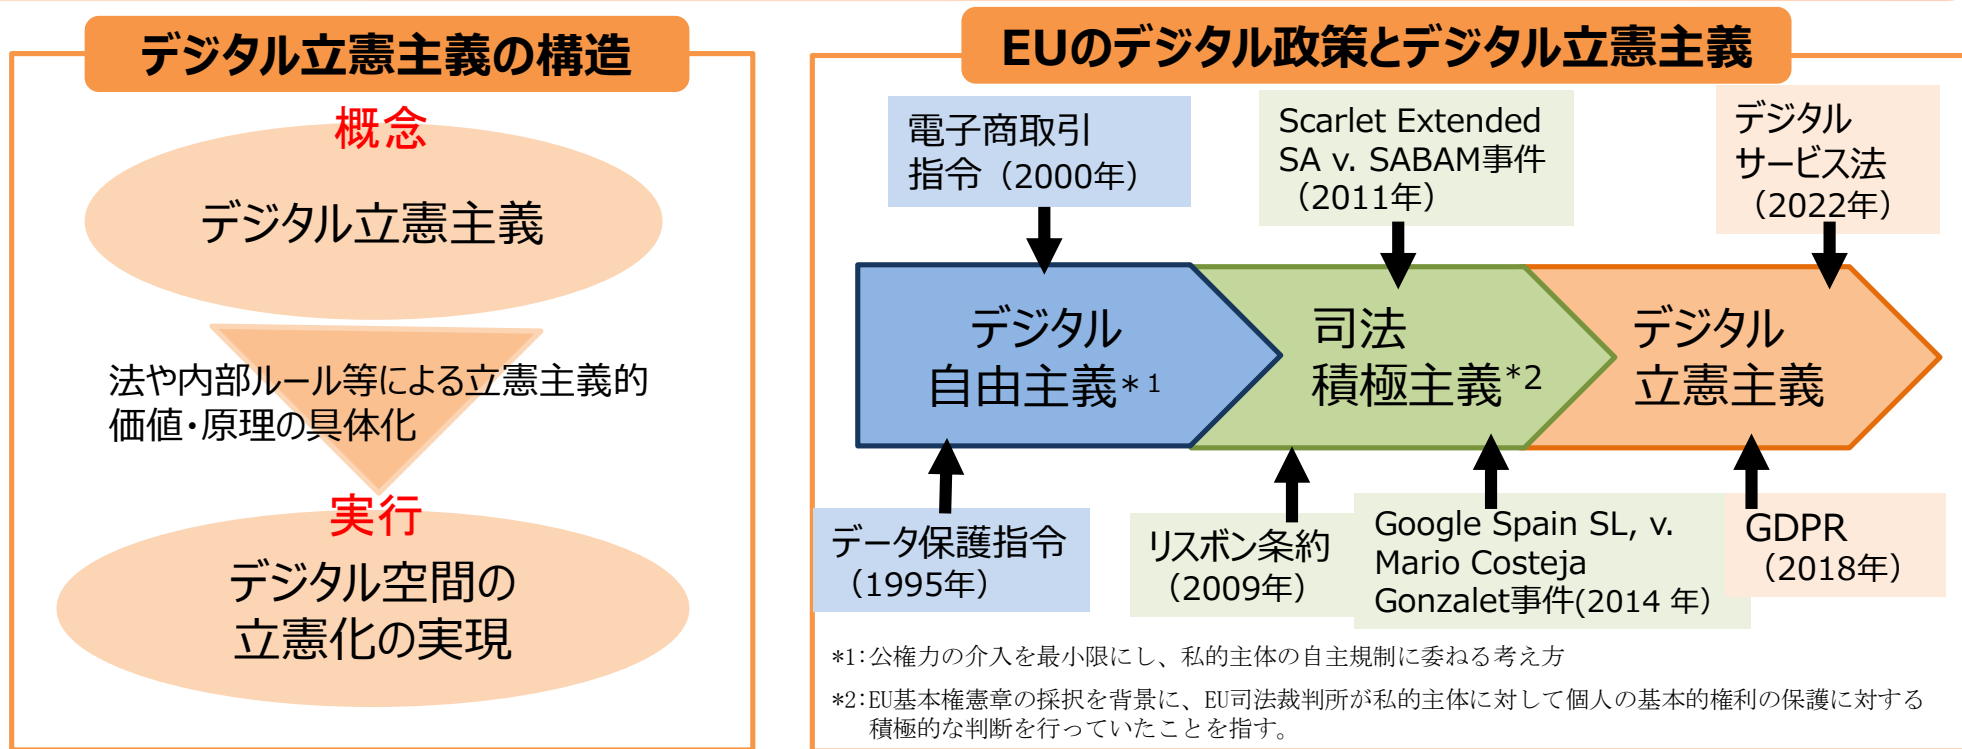 デジタル立憲主義の構造
概念
デジタル立憲主義
法や内部ルール等による立憲主義的
価値・原理の具体化
実行
デジタル空間の
立憲化の実現
EUのデジタル政策とデジタル立憲主義
電子商取引
指令（2000年）
Scarlet Extended
SA v. SABAM事件
（2011年）
デジタル
サービス法
（2022年）
デジタル
自由主義*1
司法
積極主義*2
デジタル
立憲主義
データ保護指令
（1995年）
リスボン条約
（2009年）
Google Spain SL, v.
Mario Costeja
Gonzalet事件(2014 年）
GDPR
（2018年）
*1:公権力の介入を最小限にし、私的主体の自主規制に委ねる考え方
*2:EU基本権憲章の採択を背景に、EU司法裁判所が私的主体に対して個人の基本的権利の保護に対する
積極的な判断を行っていたことを指す。